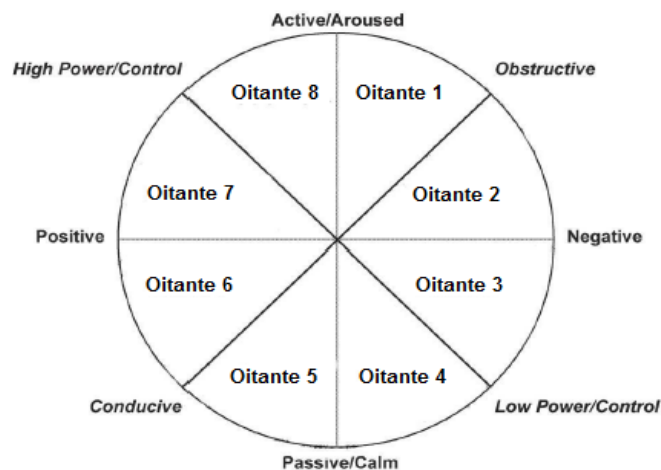 Active/Aroused
High Power/Control
Obstructive
Oitante 8
Oitante 1
Oitante 7
Oitante 2
Positive
Negative
Oitante 6
Oitante 3
Oitante 5
Oitante 4
Conducive
Low Power/Control
Passive/Calm